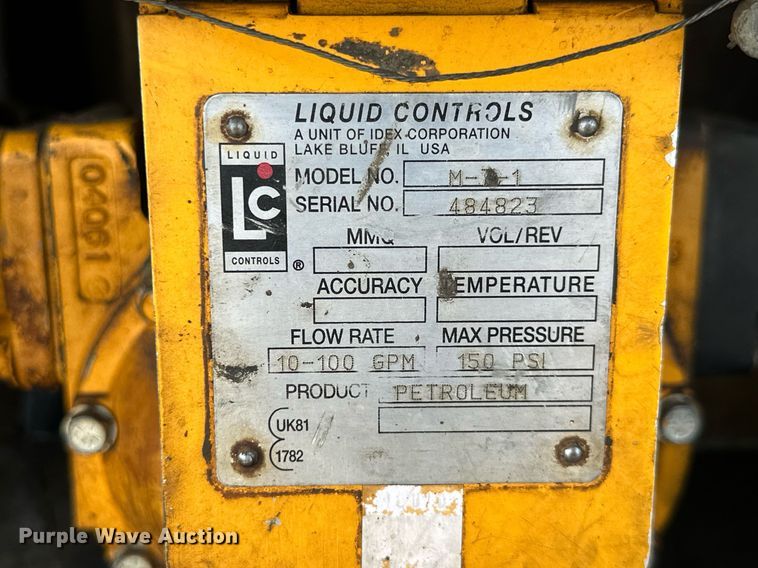 LIQUID CONTROLS
A UNIT OF IDEX CORPORATION
LAKE BLUFF, IL USA
LIQUID
LC
CONTROLS
®
MODEL NO.
SERIAL NO. 484823
MMQ VOL/REV
ACCURACY TEMPERATURE
FLOW RATE MAX PRESSURE
10-100 GPM 150 PSI
PRODUCT PETROLEUM
UK81
1782
Purple Wave Auction